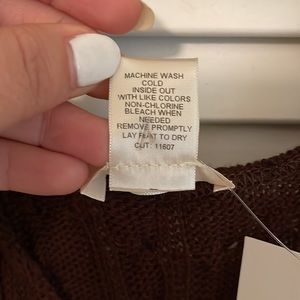 MACHINE WASH
COLD
INSIDE OUT
WITH LIKE COLORS
NON-CHLORINE
BLEACH WHEN
NEEDED
REMOVE PROMPTLY
LAY FLAT TO DRY
CUT: 11607